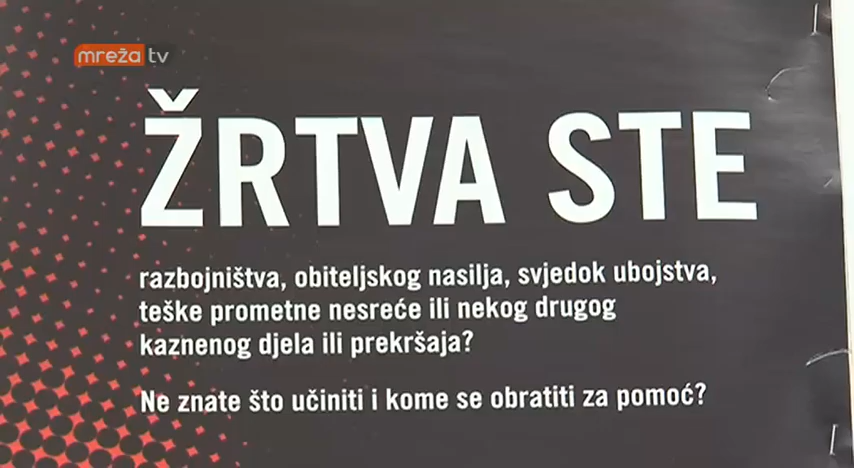 mreža tv
ŽRTVA STE
razbojništva, obiteljskog nasilja, svjedok ubojstva,
teške prometne nesreće ili nekog drugog
kaznenog djela ili prekršaja?
Ne znate što učiniti i kome se obratiti za pomoć?